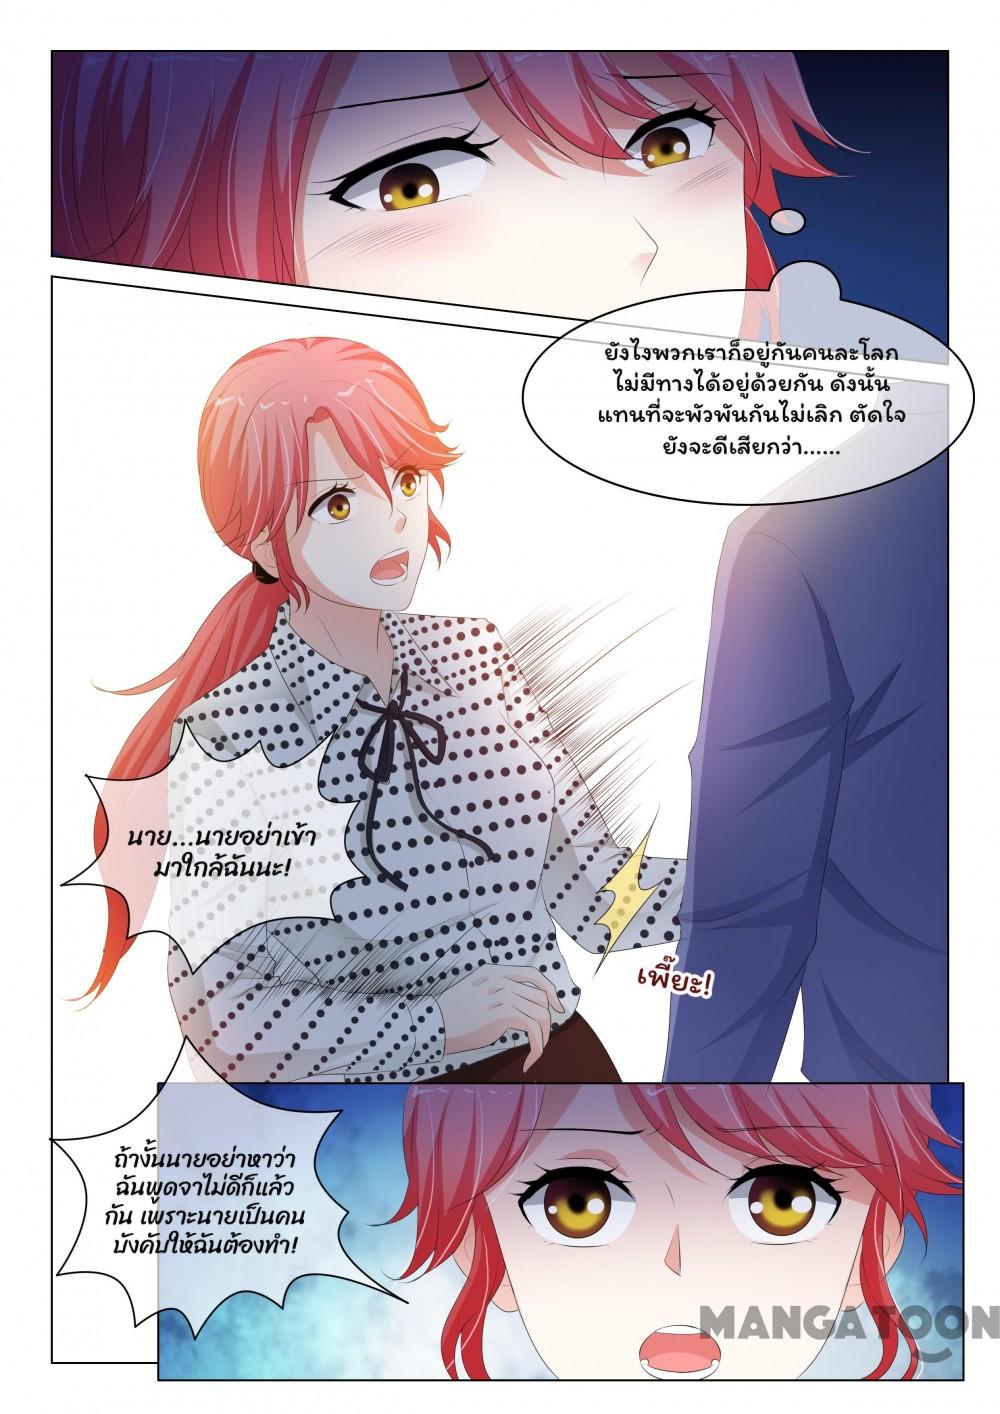 ยังไงพวกเราก็อยู่กันคนละโลก
ไม่มีทางได้อยู่ด้วยกัน ดังนั้น
แทนที่จะพัวพันกันไม่เลิก ตัดใจ
ยังจะดีเสียกว่า......
นาย...นายอย่าเข้า
มาใกล้ฉันนะ!
เพี๊ยะ!
ถ้างั้นนายอย่าหาว่า
ฉันพูดจาไม่ดีก็แล้ว
กัน เพราะนายเป็นคน
บังคับให้ฉันต้องทำ!
MANGATOON